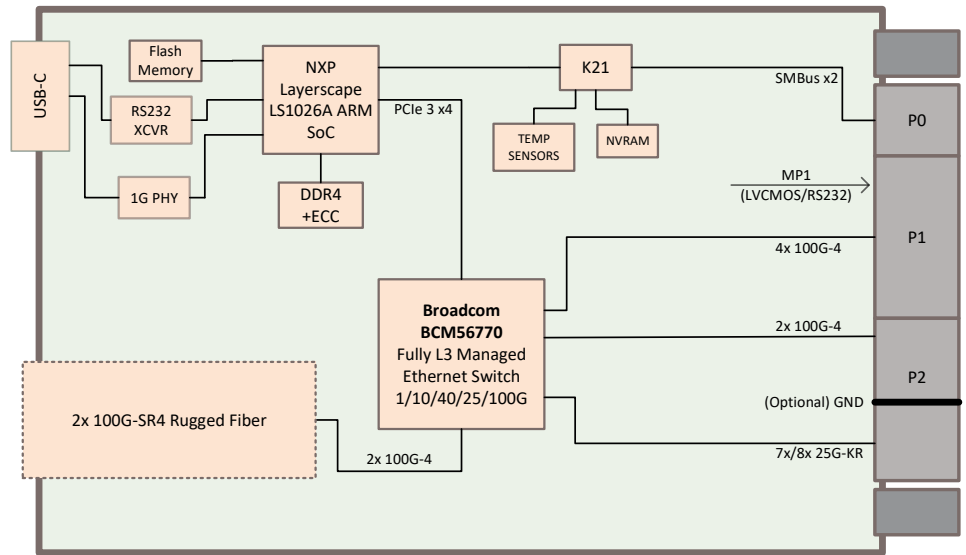 USB-C
Flash
Memory
RS232
XCVR
1G PHY
NXP
Layerscape
LS1026A ARM
SoC
DDR4
+ECC
PCIe 3 x4
K21
TEMP
SENSORS
NVRAM
SMBus x2
P0
MP1
(LVCMOS/RS232)
P1
4x 100G-4
Broadcom
BCM56770
Fully L3 Managed
Ethernet Switch
1/10/40/25/100G
2x 100G-4
P2
(Optional) GND
7x/8x 25G-KR
2x 100G-SR4 Rugged Fiber
2x 100G-4